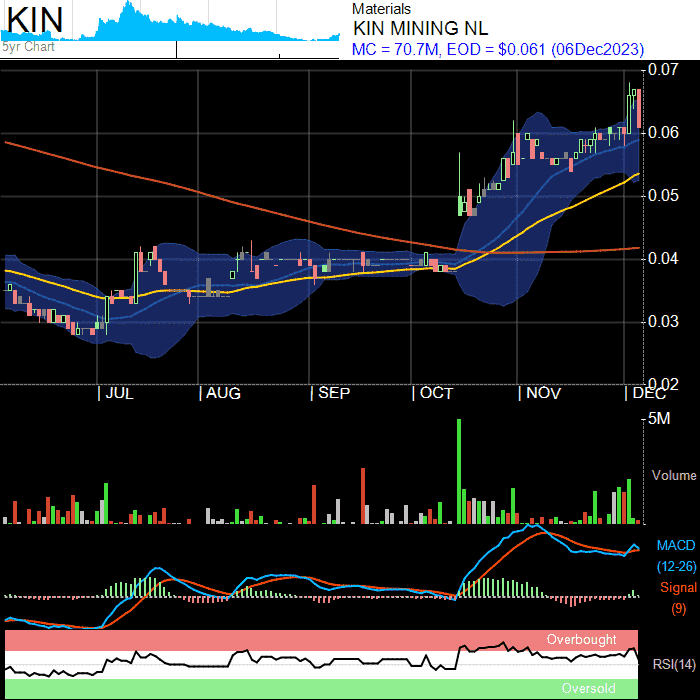 KIN
5yr Chart
Materials
KIN MINING NL
MC = 70.7M, EOD = $0.061 (06Dec2023)
0.07
0.06
0.05
0.04
0.03
0.02
| JUL | AUG | SEP | OCT | NOV | DEC
5M
Volume
MACD
(12-26)
Signal
(9)
Overbought
RSI(14)
Oversold